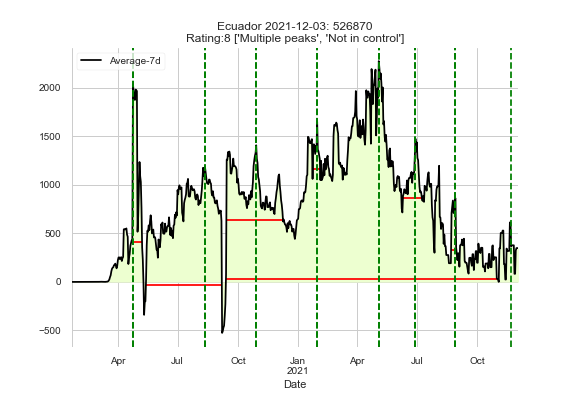 Ecuador 2021-12-03: 526870
Rating:8 ['Multiple peaks', 'Not in control']
Average-7d
2000
1500
1000
500
0
−500
Apr
Jul
Oct
Jan
2021
Apr
Jul
Oct
Date